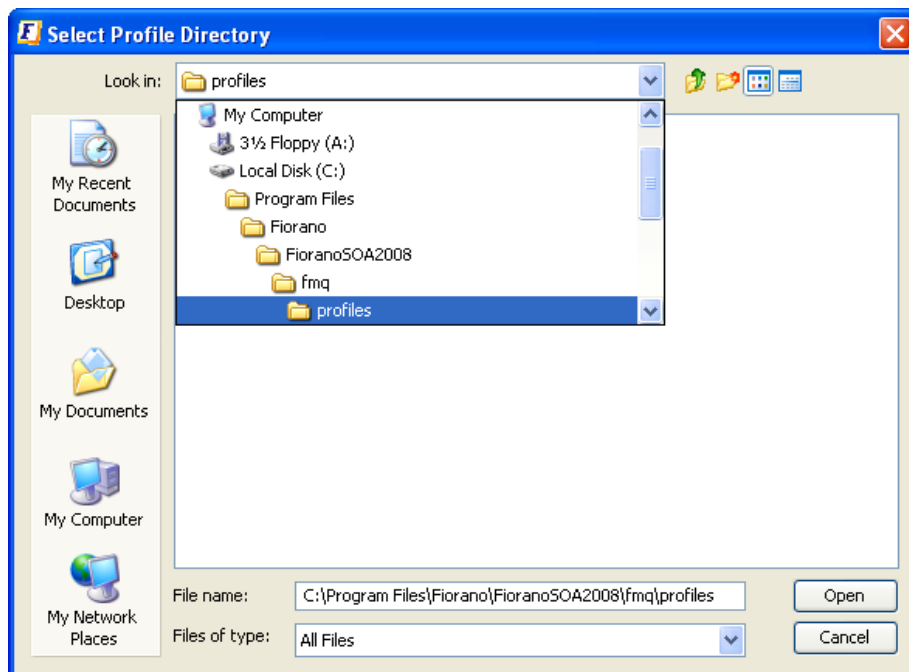 Select Profile Directory
Look in:
profiles
My Computer
3½ Floppy (A:)
Local Disk (C:)
Program Files
Fiorano
FioranoSOA2008
fmq
profiles
My Recent
Documents
Desktop
My Documents
My Computer
My Network
Places
File name:
C:\Program Files\Fiorano\FioranoSOA2008\fmq\profiles
Open
Files of type:
All Files
Cancel